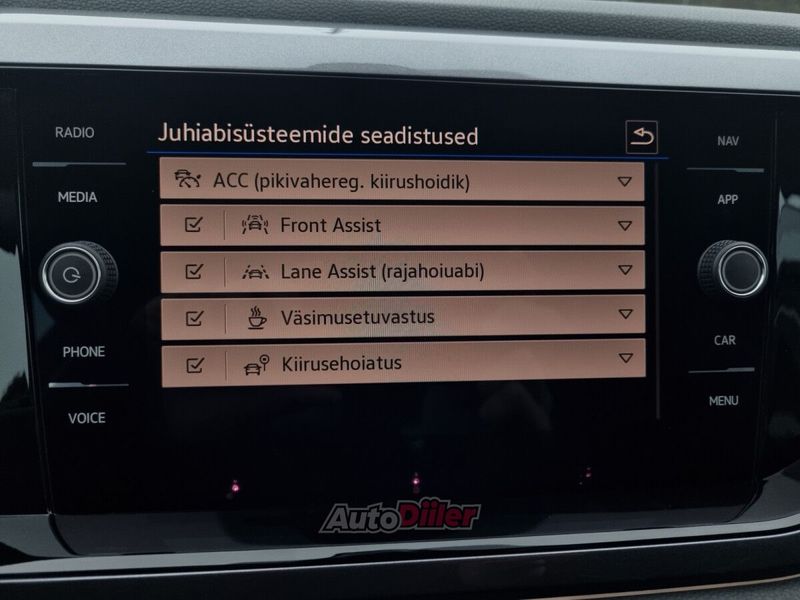 RADIO
MEDIA
PHONE
VOICE
Juhiabisüsteemide seadistused
ACC (pikivahereg. kiirushoidik)
Front Assist
Lane Assist (rajahoiuabi)
Väsimusetuvastus
Kiirusehoiatus
NAV
APP
CAR
MENU
AutoDiiler